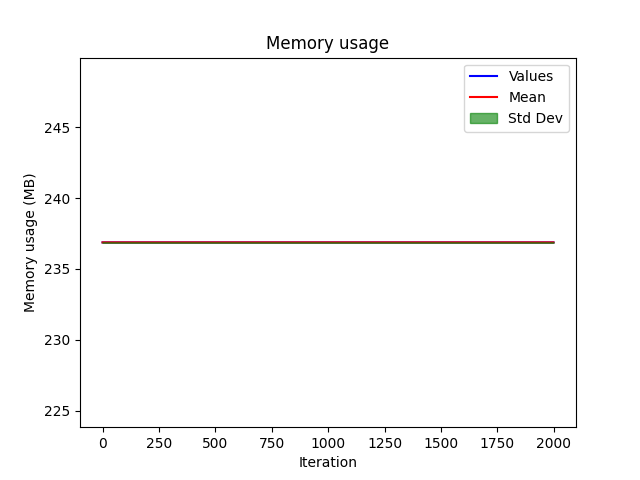 Memory usage
Values
Mean
Std Dev
245
240
235
230
225
Memory usage (MB)
0 250 500 750 1000 1250 1500 1750 2000
Iteration